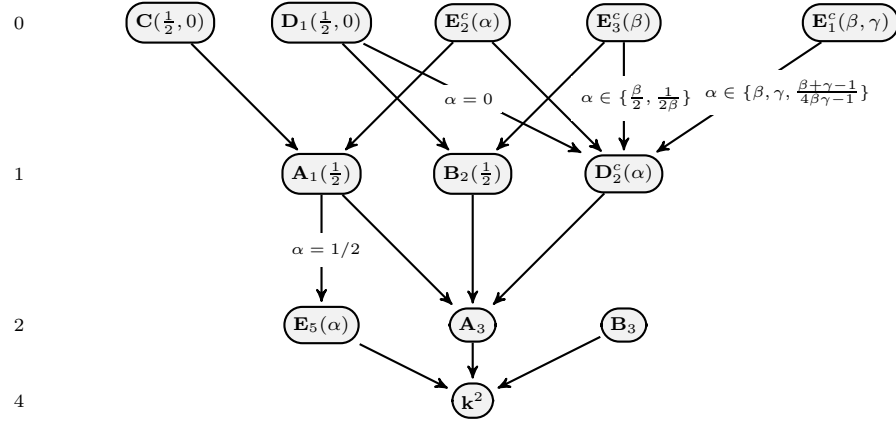 0 C(1/2, 0) D₁(1/2, 0) E₂ᶜ(α) E₃ᶜ(β) E₁ᶜ(β, γ)
α = 0 α ∈ {β/2, 1/2β} α ∈ {β, γ, β+γ−1/4βγ−1}
1 A₁(1/2) B₂(1/2) D₂ᶜ(α)
α = 1/2
2 E₅(α) A₃ B₃
4 k²